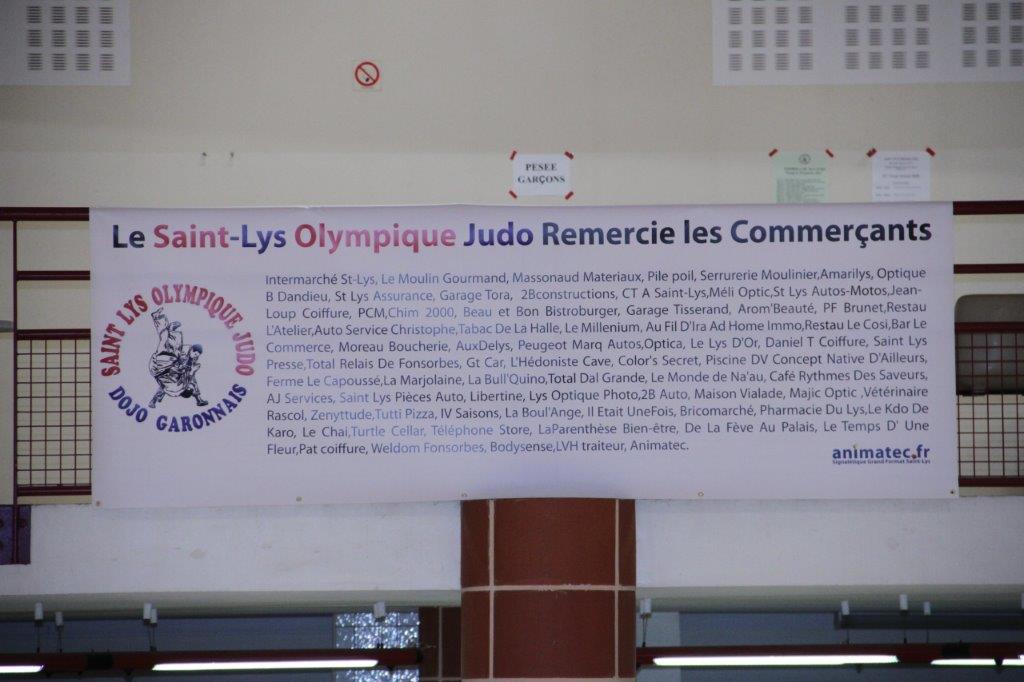 PESEE
GARÇONS
Le Saint-Lys Olympique Judo Remercie les Commerçants
SAINT LYS OLYMPIQUE JUDO
DOJO GARONNAIS
Intermarché St-Lys, Le Moulin Gourmand, Massonaud Materiaux, Pile poil, Serrurerie Moulinier,Amarilys, Optique
B Dandieu, St Lys Assurance, Garage Tora, 2Bconstructions, CT A Saint-Lys,Méli Optic,St Lys Autos-Motos,Jean-
Loup Coiffure, PCM,Chim 2000, Beau et Bon Bistroburger, Garage Tisserand, Arom'Beauté, PF Brunet,Restau
L'Atelier,Auto Service Christophe,Tabac De La Halle, Le Millenium, Au Fil D'Ira Ad Home Immo,Restau Le Cosi,Bar Le
Commerce, Moreau Boucherie, AuxDelys, Peugeot Marq Autos,Optica, Le Lys D'Or, Daniel T Coiffure, Saint Lys
Presse,Total Relais De Fonsorbes, Gt Car, L'Hédoniste Cave, Color's Secret, Piscine DV Concept Native D'Ailleurs,
Ferme Le Capoussé,La Marjolaine, La Bull'Quino,Total Dal Grande, Le Monde de Na'au, Café Rythmes Des Saveurs,
AJ Services, Saint Lys Pièces Auto, Libertine, Lys Optique Photo,2B Auto, Maison Vialade, Majic Optic ,Vétérinaire
Rascol, Zenyttude,Tutti Pizza, IV Saisons, La Boul'Ange, Il Etait UneFois, Bricomarché, Pharmacie Du Lys,Le Kdo De
Karo, Le Chai,Turtle Cellar, Téléphone Store, LaParenthèse Bien-être, De La Fève Au Palais, Le Temps D' Une
Fleur,Pat coiffure, Weldom Fonsorbes, Bodysense,LVH traiteur, Animatec.
animatec.fr
Signalétique Grand Format Saint-Lys